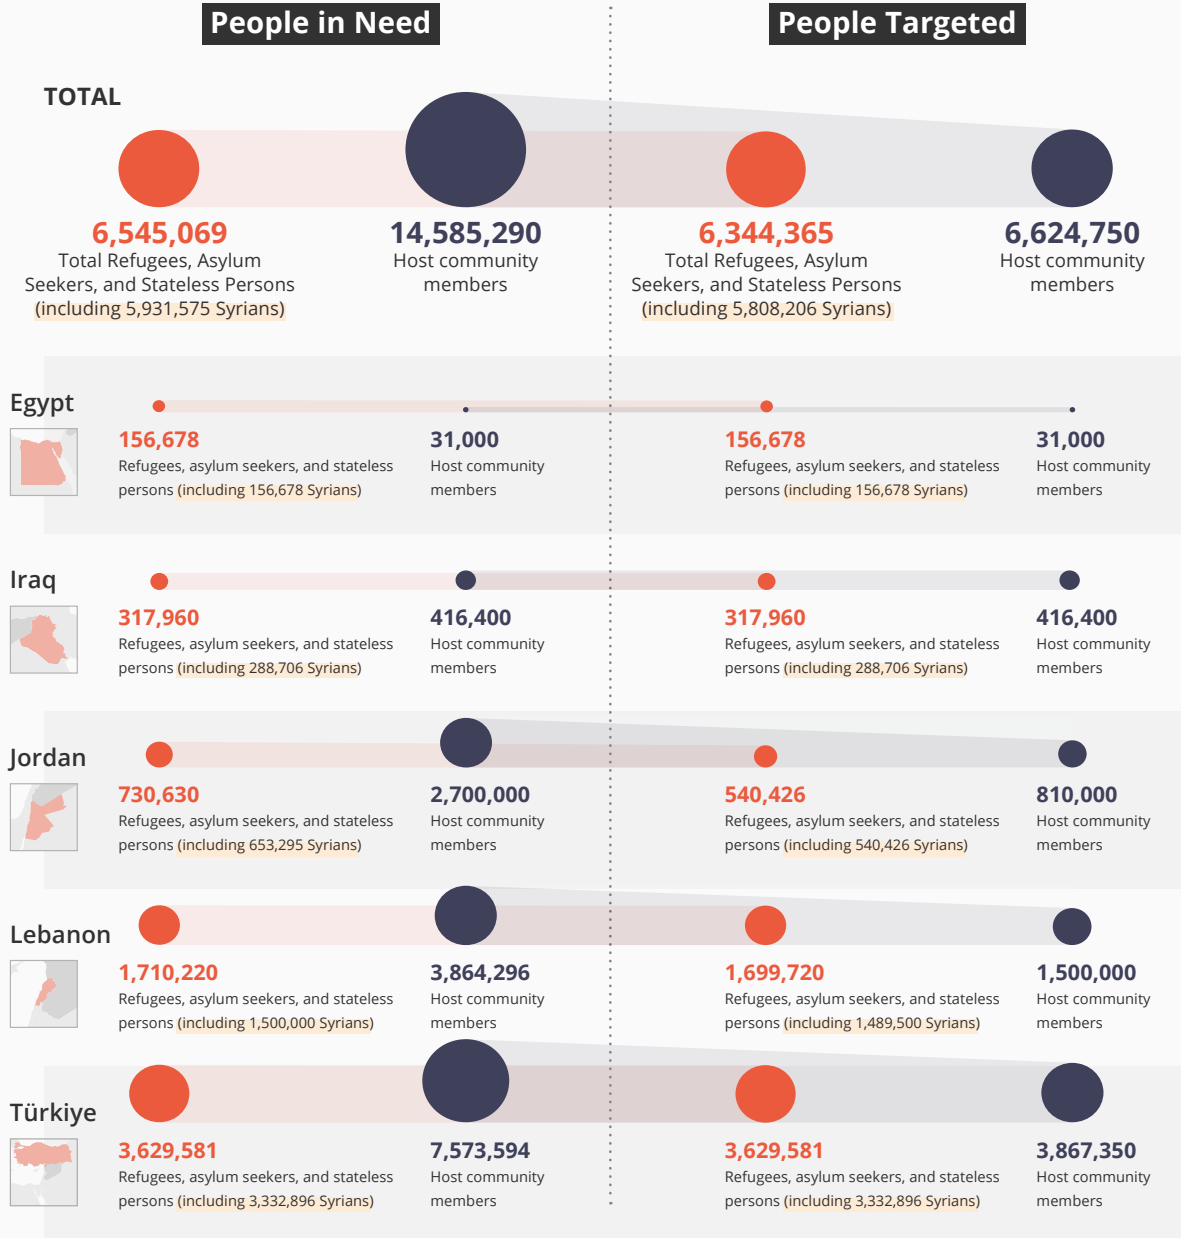 People in Need
People Targeted
TOTAL
6,545,069
Total Refugees, Asylum
Seekers, and Stateless Persons
(including 5,931,575 Syrians)
14,585,290
Host community
members
6,344,365
Total Refugees, Asylum
Seekers, and Stateless Persons
(including 5,808,206 Syrians)
6,624,750
Host community
members
Egypt
156,678
Refugees, asylum seekers, and stateless
persons (including 156,678 Syrians)
31,000
Host community
members
156,678
Refugees, asylum seekers, and stateless
persons (including 156,678 Syrians)
31,000
Host community
members
Iraq
317,960
Refugees, asylum seekers, and stateless
persons (including 288,706 Syrians)
416,400
Host community
members
317,960
Refugees, asylum seekers, and stateless
persons (including 288,706 Syrians)
416,400
Host community
members
Jordan
730,630
Refugees, asylum seekers, and stateless
persons (including 653,295 Syrians)
2,700,000
Host community
members
540,426
Refugees, asylum seekers, and stateless
persons (including 540,426 Syrians)
810,000
Host community
members
Lebanon
1,710,220
Refugees, asylum seekers, and stateless
persons (including 1,500,000 Syrians)
3,864,296
Host community
members
1,699,720
Refugees, asylum seekers, and stateless
persons (including 1,489,500 Syrians)
1,500,000
Host community
members
Türkiye
3,629,581
Refugees, asylum seekers, and stateless
persons (including 3,332,896 Syrians)
7,573,594
Host community
members
3,629,581
Refugees, asylum seekers, and stateless
persons (including 3,332,896 Syrians)
3,867,350
Host community
members